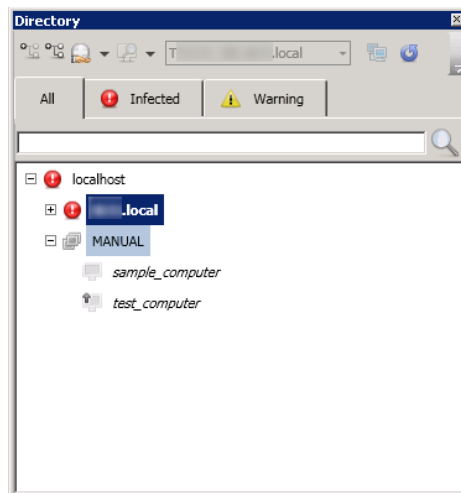 Directory
T .local
All
Infected
Warning
localhost
.local
MANUAL
sample_computer
test_computer